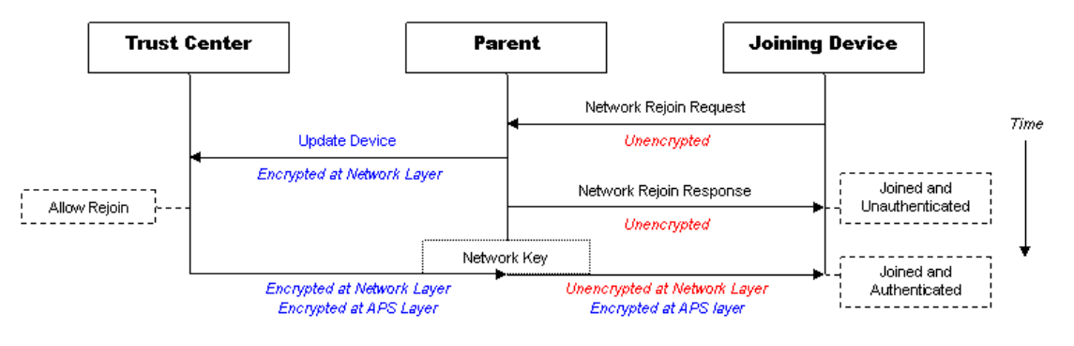 Trust Center
Parent
Joining Device
Network Rejoin Request
Unencrypted
Time
Update Device
Encrypted at Network Layer
Network Rejoin Response
Unencrypted
Joined and
Unauthenticated
Allow Rejoin
Network Key
Encrypted at Network Layer
Encrypted at APS Layer
Unencrypted at Network Layer
Encrypted at APS layer
Joined and
Authenticated